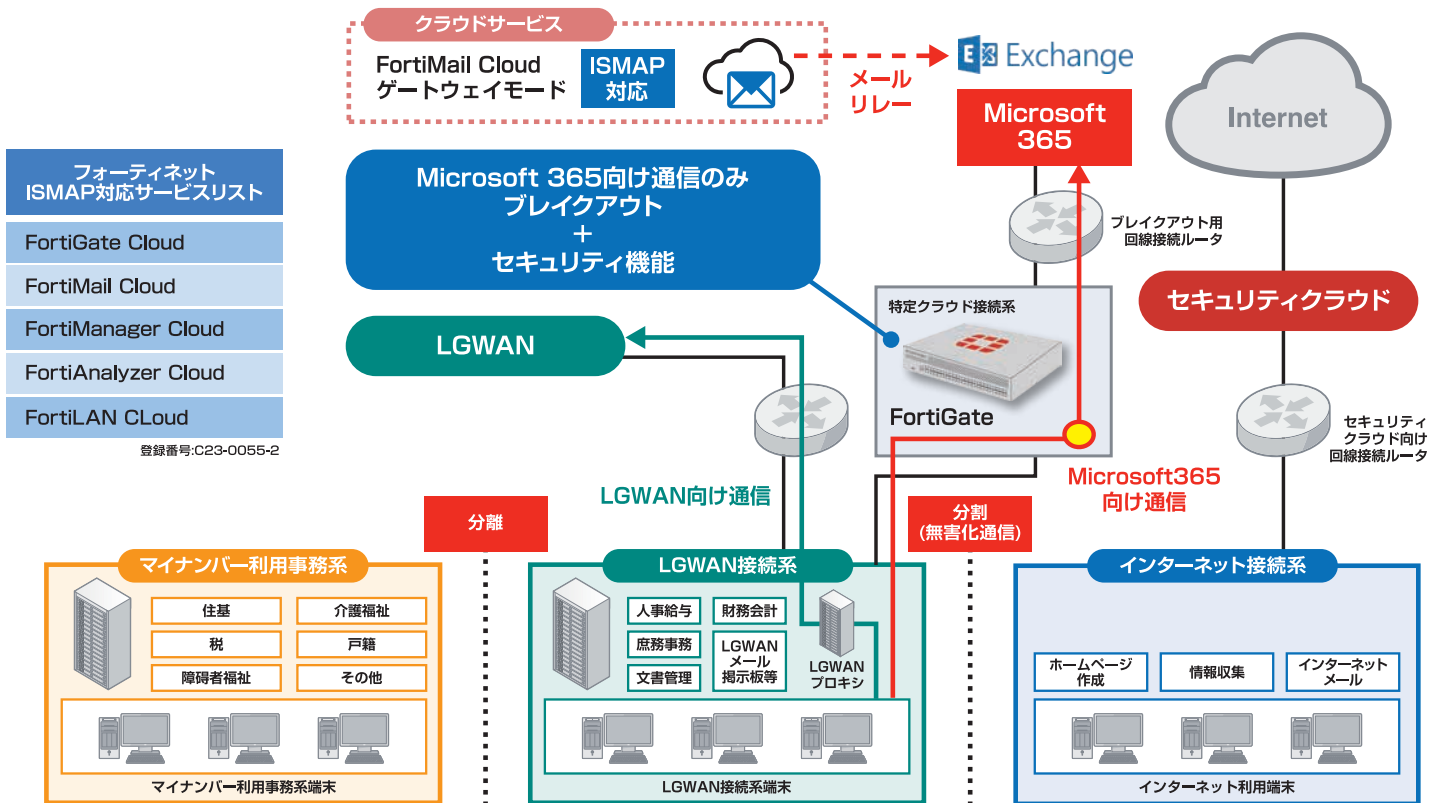 クラウドサービス
FortiMail Cloud
ゲートウェイモード
ISMAP
対応
メール
リレー
Exchange
Microsoft
365
Internet
フォーティネット
ISMAP対応サービスリスト
FortiGate Cloud
FortiMail Cloud
FortiManager Cloud
FortiAnalyzer Cloud
FortiLAN CLoud
登録番号:C23-0055-2
Microsoft 365向け通信のみ
ブレイクアウト
+
セキュリティ機能
ブレイクアウト用
回線接続ルータ
特定クラウド接続系
FortiGate
セキュリティクラウド
LGWAN
セキュリティ
クラウド向け
回線接続ルータ
LGWAN向け通信
Microsoft365
向け通信
分離
分割
(無害化通信)
マイナンバー利用事務系
住基
介護福祉
税
戸籍
障碍者福祉
その他
マイナンバー利用事務系端末
LGWAN接続系
人事給与
財務会計
庶務事務
LGWAN
メール
掲示板等
文書管理
LGWAN
プロキシ
LGWAN接続系端末
インターネット接続系
ホームページ
作成
情報収集
インターネット
メール
インターネット利用端末